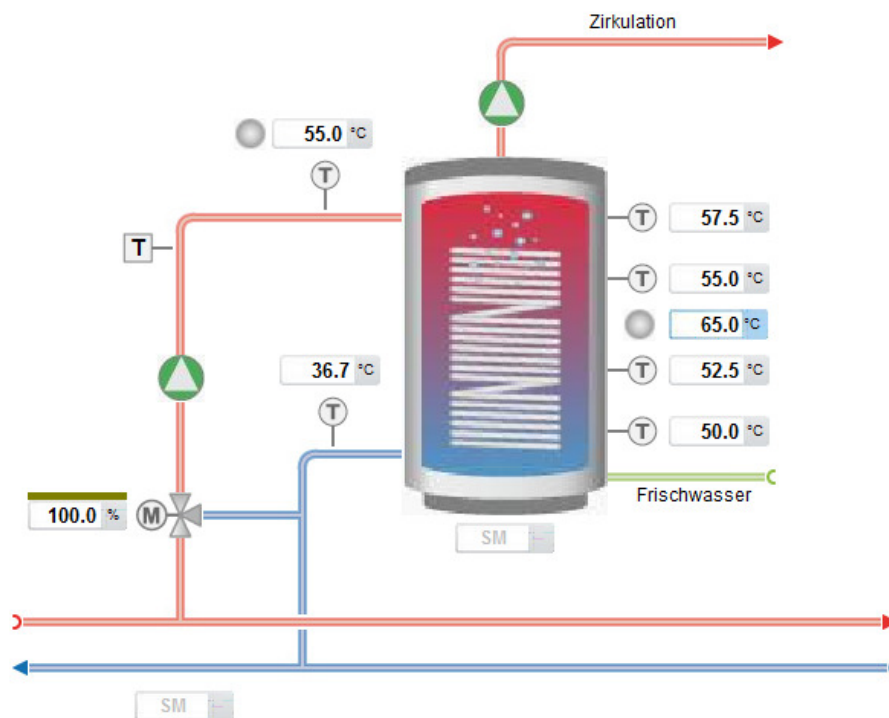 Zirkulation
55.0 °C
T
T
T 57.5 °C
T 55.0 °C
65.0 °C
36.7 °C
T 52.5 °C
T
T 50.0 °C
Frischwasser
100.0 % M
SM
SM